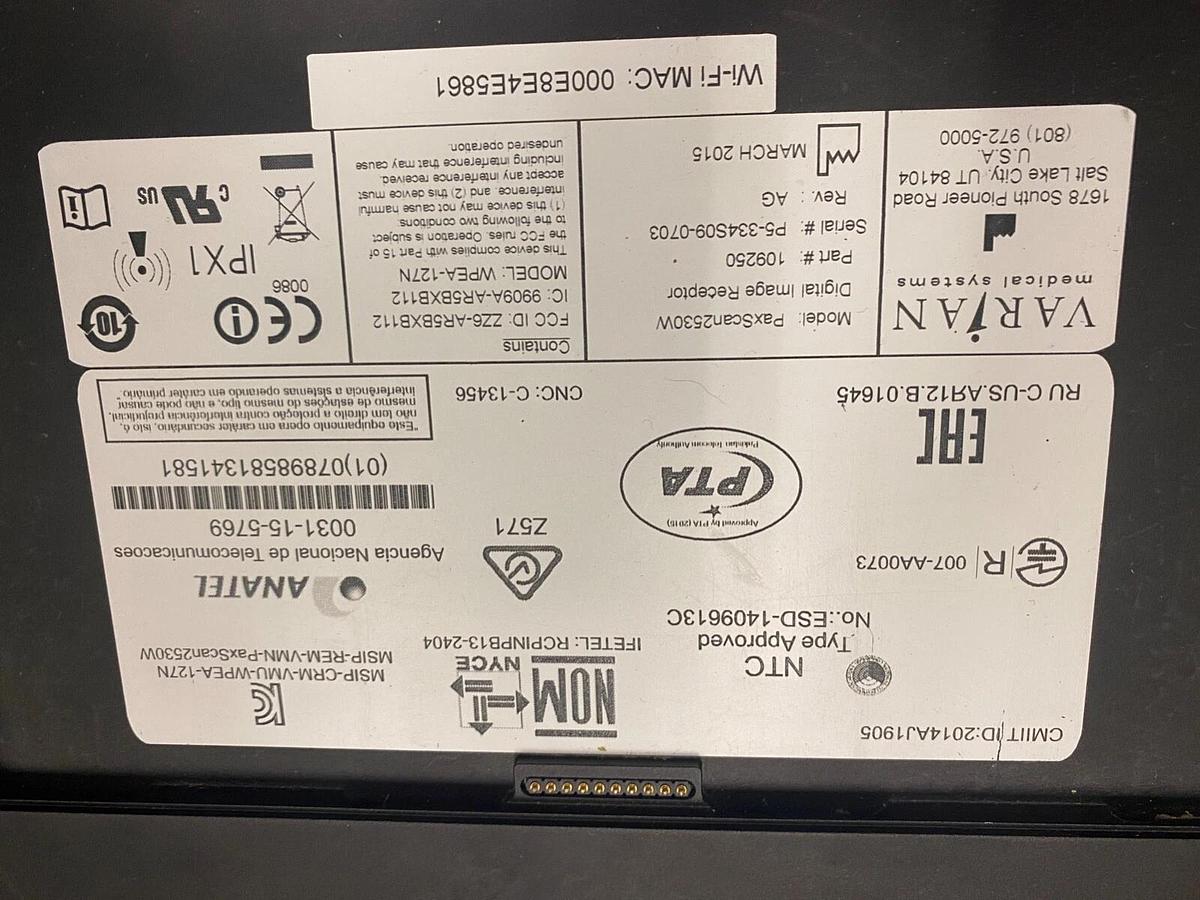 CMIIT ID:2014AJ1905
NTC
Type Approved
No.:ESD-1409613C
R 007-AA0073
EAC
RU C-US.АЯ12.B.01645
NOM
NYCE
IFETEL: RCPINPB13-2404
Approved by PTA (2015)
PTA
Pakistan Telecom Authority
Z571
CNC: C-13456
MSIP-CRM-VMU-WPEA-127N
MSIP-REM-VMN-PaxScan2530W
ANATEL
Agencia Nacional de Telecomunicacoes
0031-15-5769
(01)07898581341581
"Este equipamento opera em caráter secundário, isto é,
não tem direito a proteção contra interferência prejudicial,
mesmo de estações do mesmo tipo, e não pode causar
interferência a sistemas operando em caráter primário."
VARIAN
medical systems
1678 South Pioneer Road
Salt Lake City, UT 84104
U.S.A.
(801) 972-5000
Model: PaxScan2530W
Digital Image Receptor
Part #: 109250
Serial #: P5-334S09-0703
Rev. : AG
MARCH 2015
Contains
FCC ID: ZZ6-AR5BXB112
IC: 9909A-AR5BXB112
MODEL: WPEA-127N
This device complies with Part 15 of
the FCC rules. Operation is subject
to the following two conditions:
(1) this device may not cause harmful
interference, and (2) this device must
accept any interference received,
including interference that may cause
undesired operation.
CE
0086
10
IPX1
C UR US
Wi-Fi MAC: 000E8E4E5861